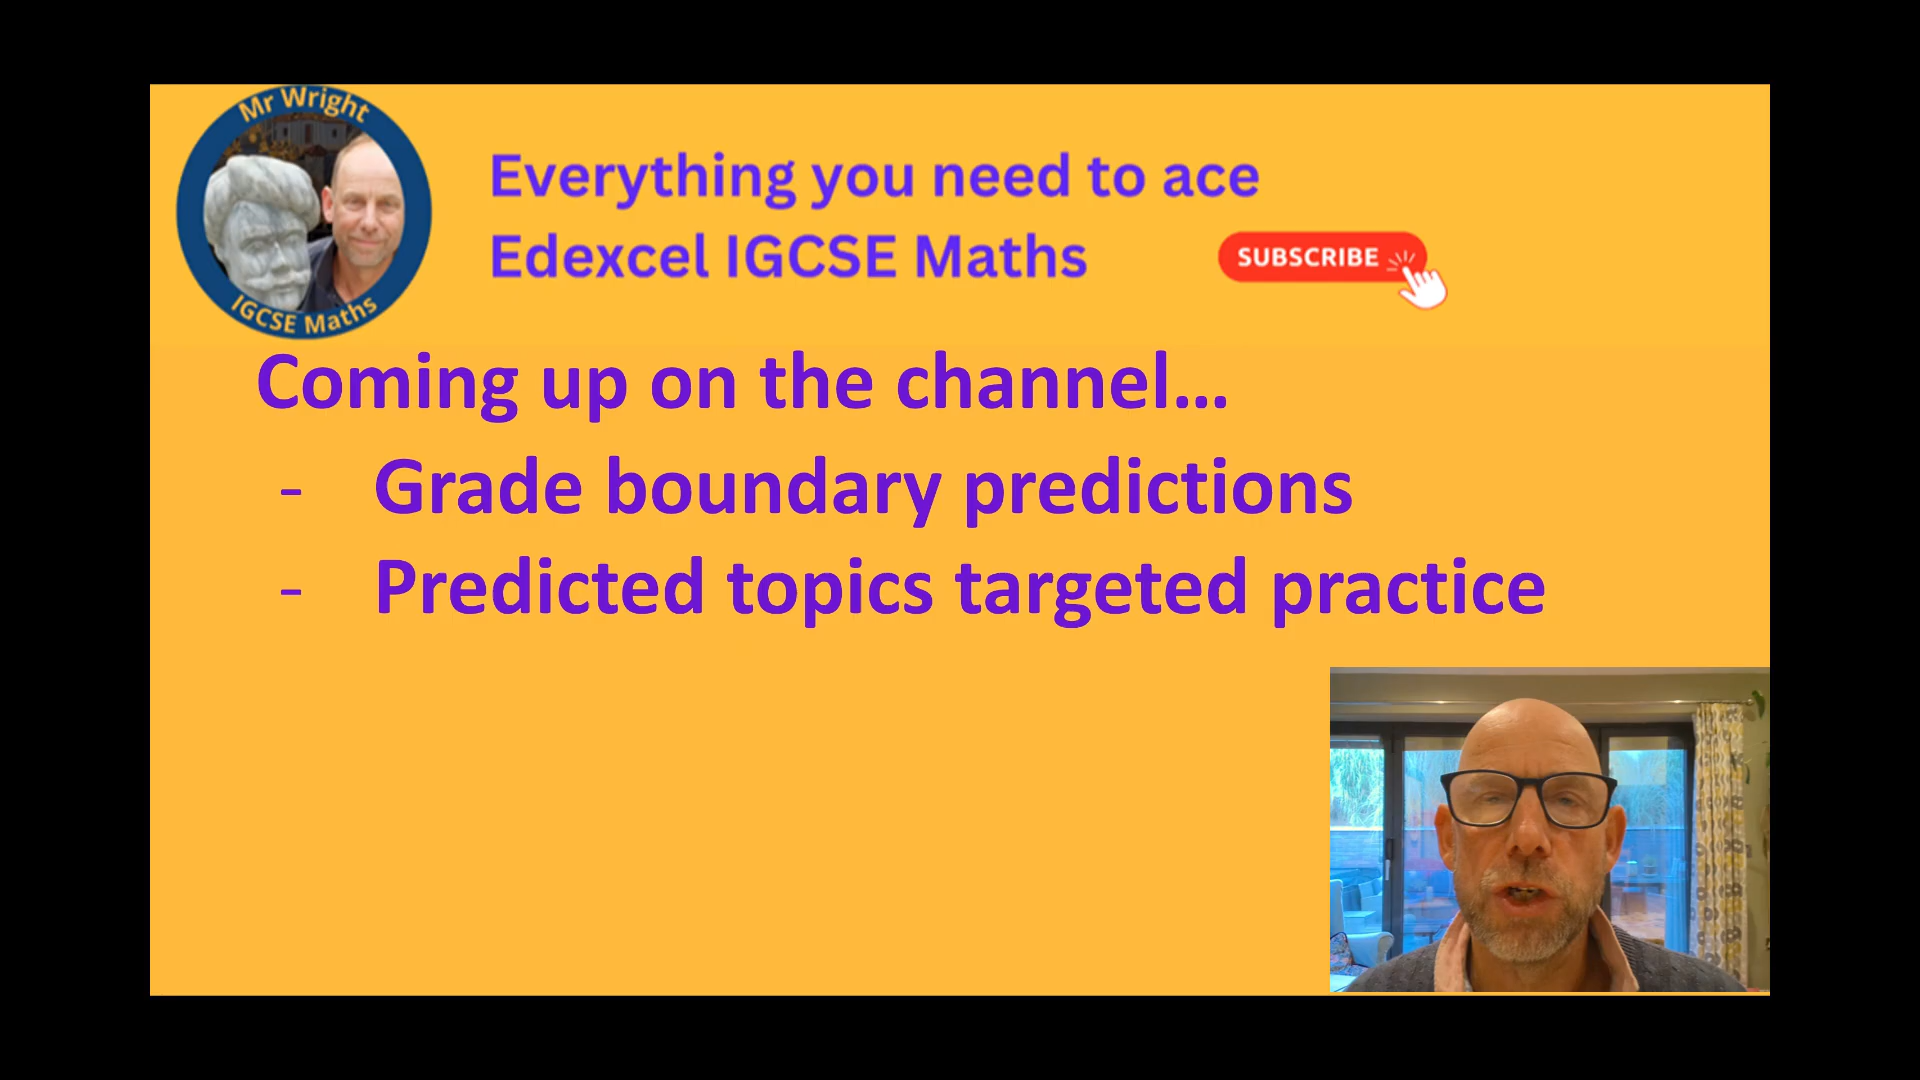 Mr Wright
IGCSE Maths
Everything you need to ace
Edexcel IGCSE Maths
SUBSCRIBE
Coming up on the channel...
- Grade boundary predictions
- Predicted topics targeted practice